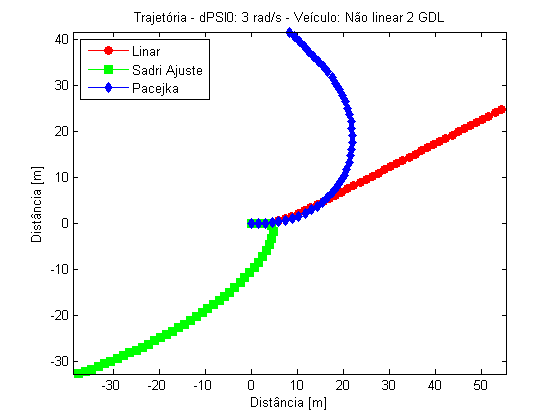 Trajetória - dPSI0: 3 rad/s - Veículo: Não linear 2 GDL
Linar
Sadri Ajuste
Pacejka
Distância [m]
40
30
20
10
0
-10
-20
-30
-30
-20
-10
0
10
20
30
40
50
Distância [m]